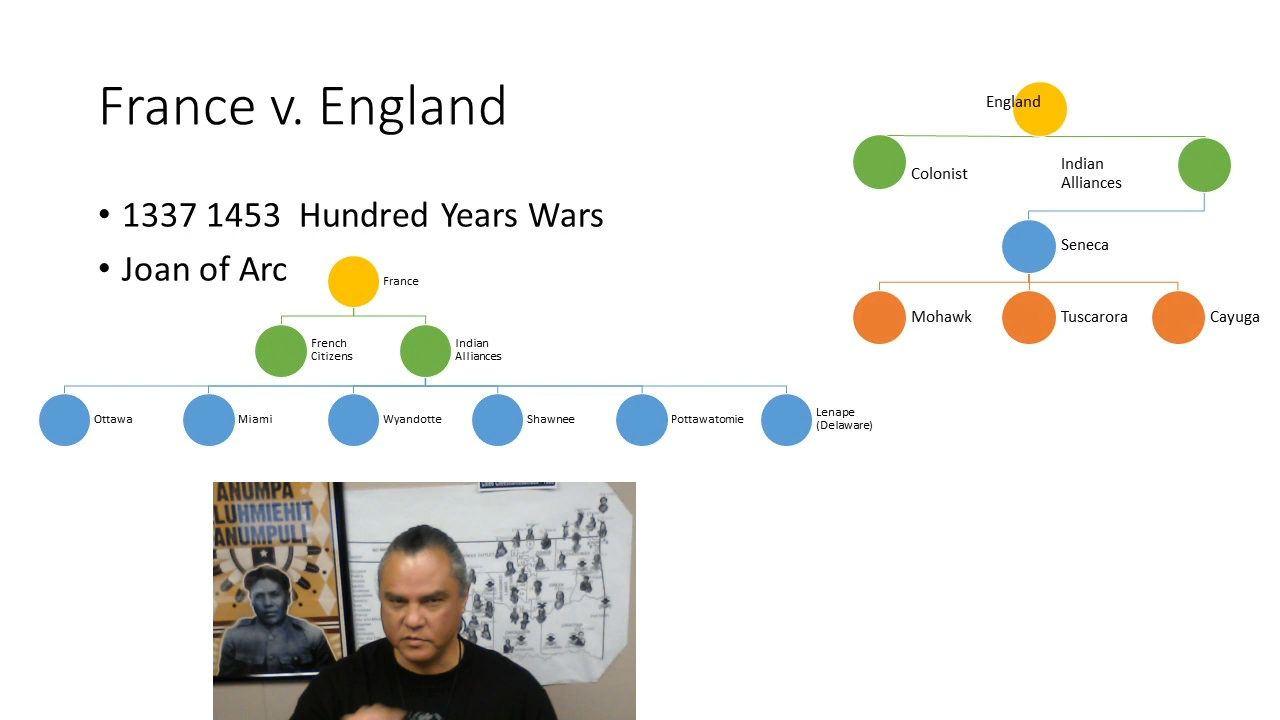 France v. England
• 1337 1453 Hundred Years Wars
• Joan of Arc
France
French
Citizens
Indian
Alliances
Ottawa
Miami
Wyandotte
Shawnee
Pottawatomie
Lenape
(Delaware)
England
Colonist
Indian
Alliances
Seneca
Mohawk
Tuscarora
Cayuga
ANUMPA
LUHMIEHIT
ANUMPULI